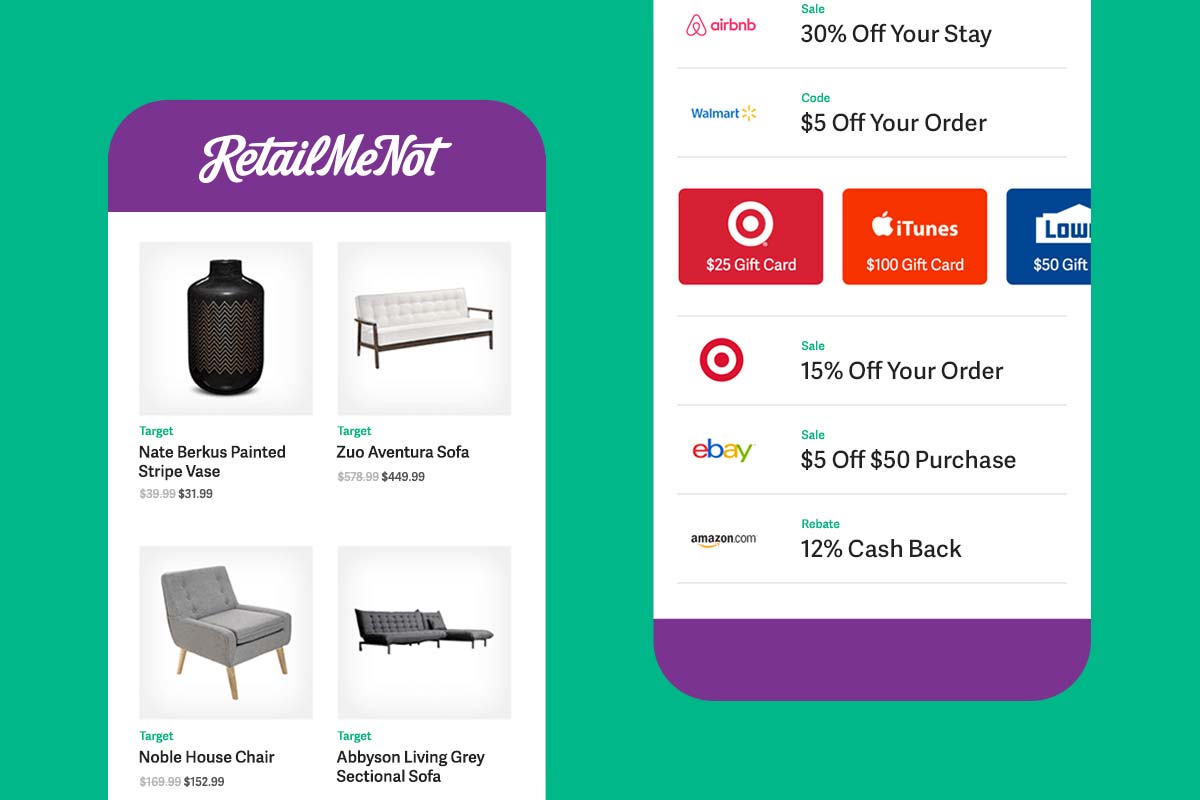 RetailMeNot
Target
Nate Berkus Painted
Stripe Vase
$39.99 $31.99
Target
Zuo Aventura Sofa
$578.99 $449.99
Target
Noble House Chair
$169.99 $152.99
Target
Abbyson Living Grey
Sectional Sofa
airbnb
Sale
30% Off Your Stay
Walmart
Code
$5 Off Your Order
$25 Gift Card
iTunes
$100 Gift Card
$50 Gift
Sale
15% Off Your Order
ebay
Sale
$5 Off $50 Purchase
amazon.com
Rebate
12% Cash Back